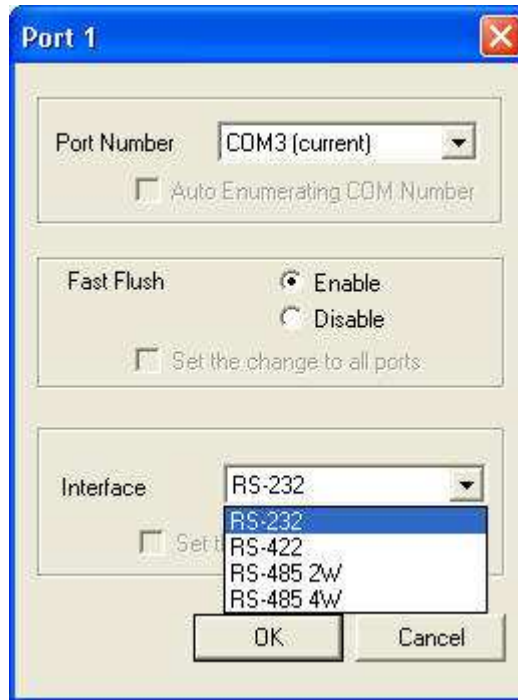 Port 1
Port Number COM3 (current)
Auto Enumerating COM Number
Fast Flush Enable
Disable
Set the change to all ports
Interface RS-232
RS-232
Set
RS-422
RS-485 2W
RS-485 4W
OK Cancel